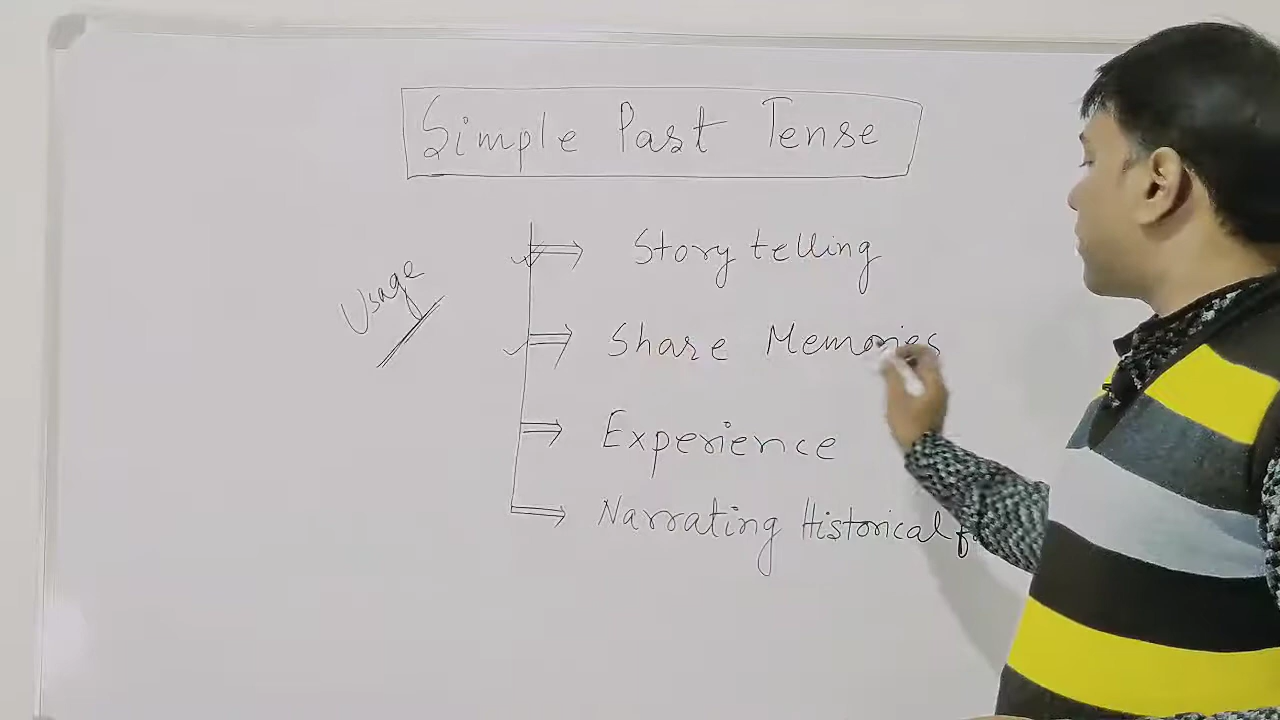 Simple Past Tense
Usage
Story telling
Share Memories
Experience
Narrating Historical